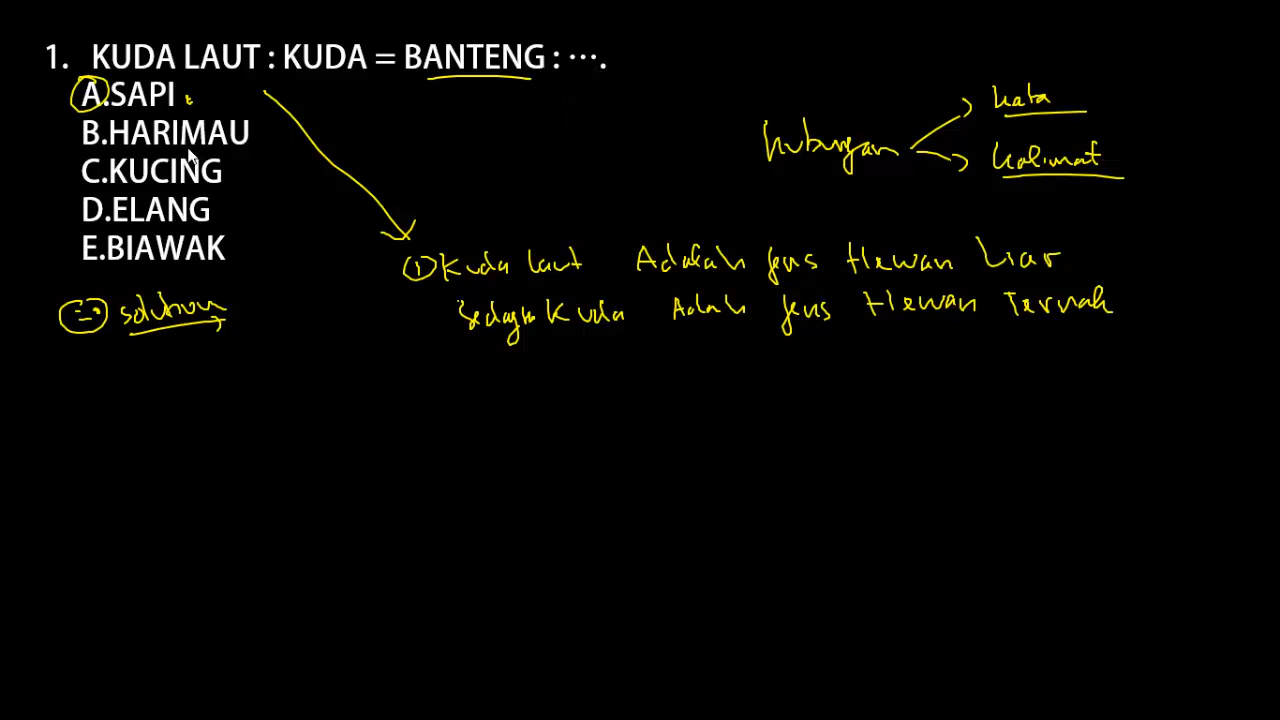 1. KUDA LAUT : KUDA = BANTENG : ….
A.SAPI
B.HARIMAU
C.KUCING
D.ELANG
E.BIAWAK
hubungan
kata
kalimat
① Kuda laut Adalah jenis Hewan Liar
Kuda Adalah jenis Hewan Ternak
solusi